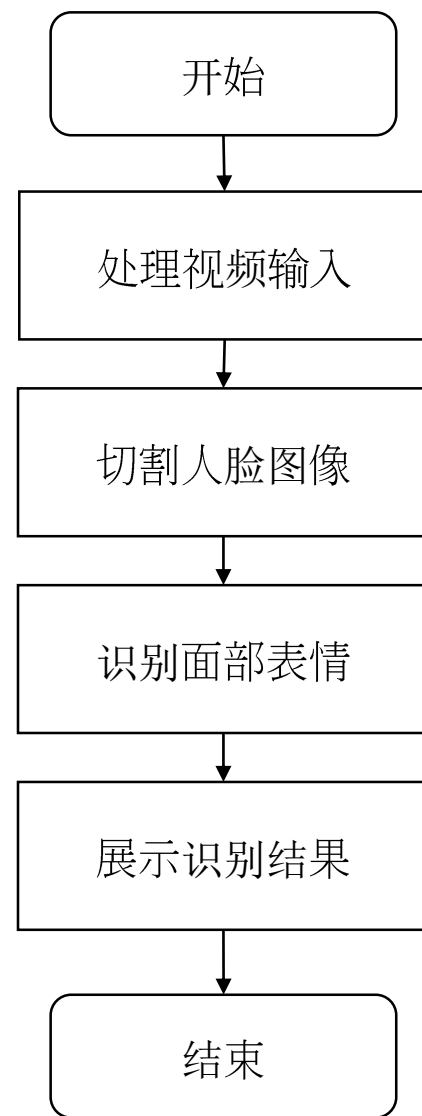 开始
处理视频输入
切割人脸图像
识别面部表情
展示识别结果
结束